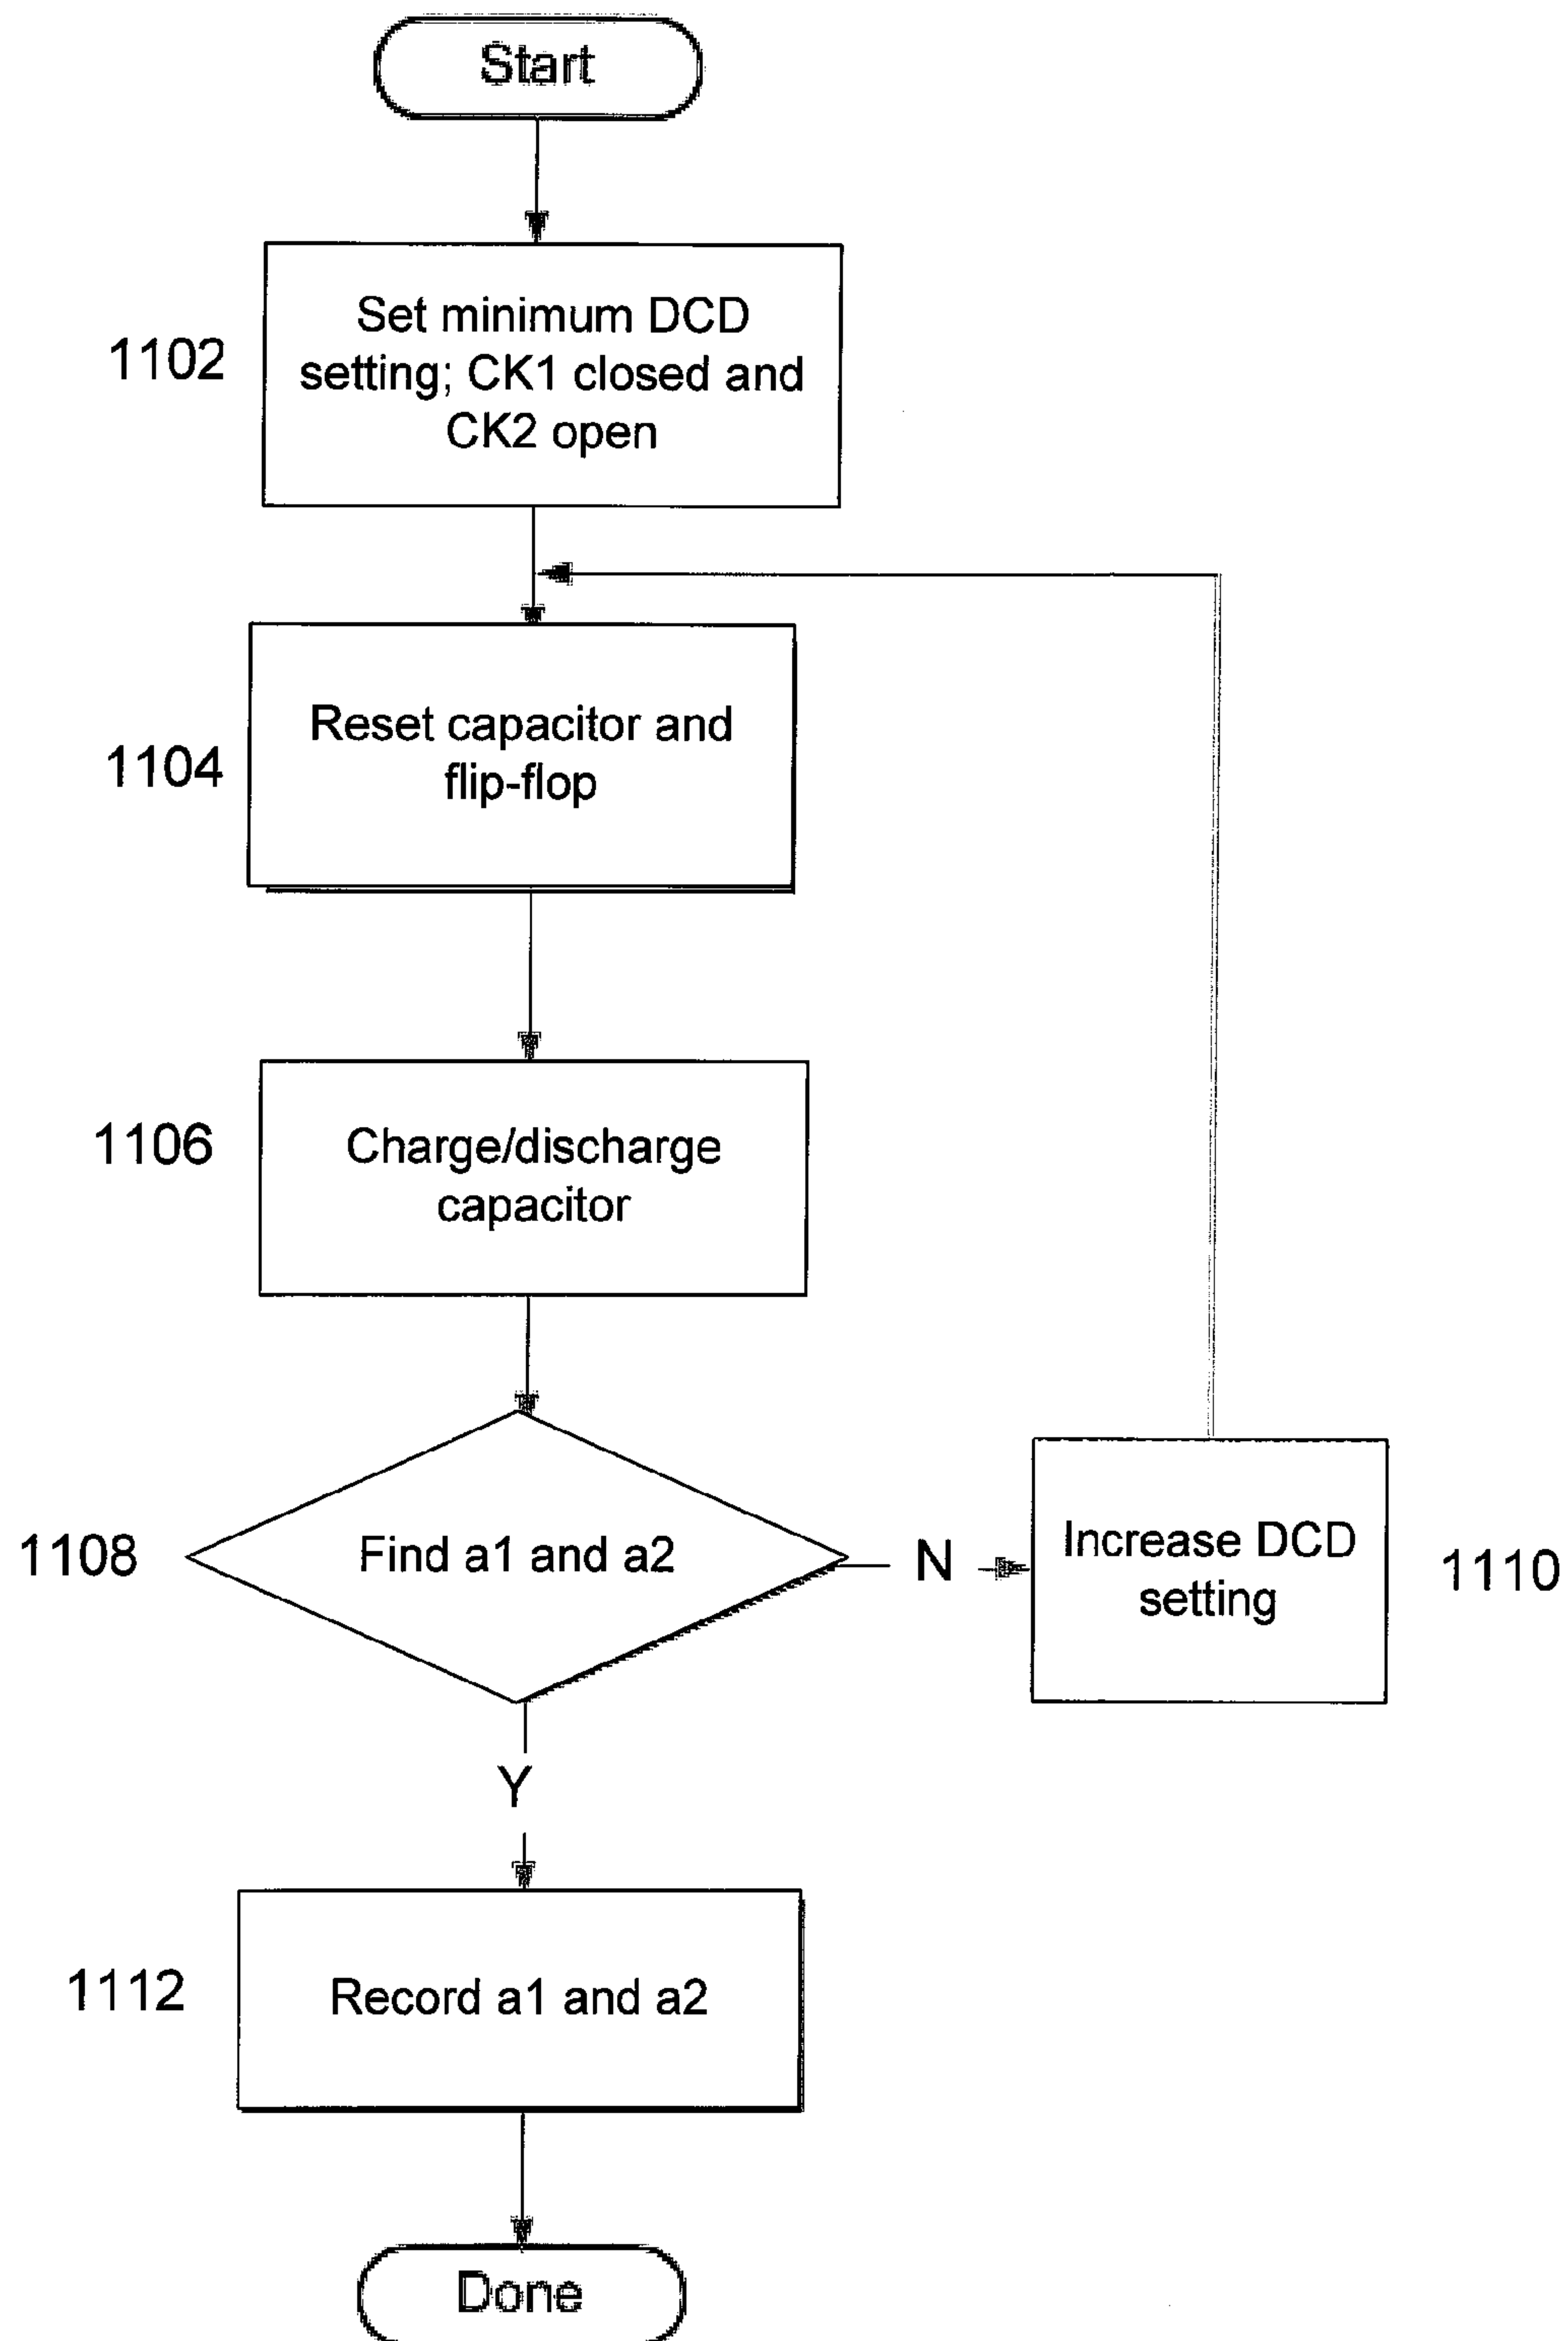 Start
1102
Set minimum DCD
setting; CK1 closed and
CK2 open
1104
Reset capacitor and
flip-flop
1106
Charge/discharge
capacitor
1108
Find a1 and a2
N
Increase DCD
setting
1110
Y
1112
Record a1 and a2
Done